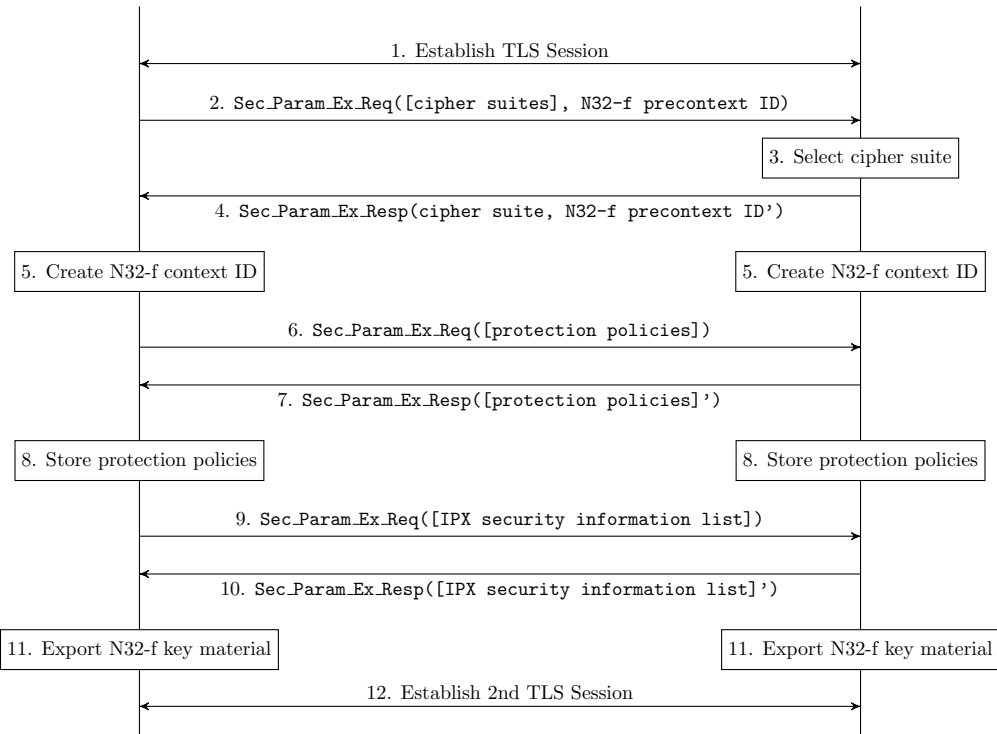 1. Establish TLS Session
2. Sec_Param_Ex_Req([cipher suites], N32-f precontext ID)
3. Select cipher suite
4. Sec_Param_Ex_Resp(cipher suite, N32-f precontext ID')
5. Create N32-f context ID
5. Create N32-f context ID
6. Sec_Param_Ex_Req([protection policies])
7. Sec_Param_Ex_Resp([protection policies]')
8. Store protection policies
8. Store protection policies
9. Sec_Param_Ex_Req([IPX security information list])
10. Sec_Param_Ex_Resp([IPX security information list]')
11. Export N32-f key material
11. Export N32-f key material
12. Establish 2nd TLS Session